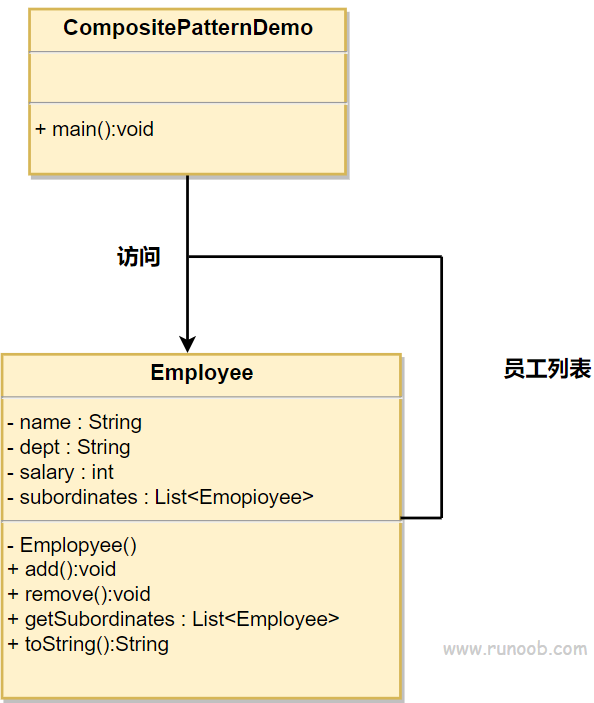 CompositePatternDemo
+ main():void
访问
员工列表
Employee
- name : String
- dept : String
- salary : int
- subordinates : List<Emopioyee>
- Emplopyee()
+ add():void
+ remove():void
+ getSubordinates : List<Employee>
+ toString():String
www.runoob.com